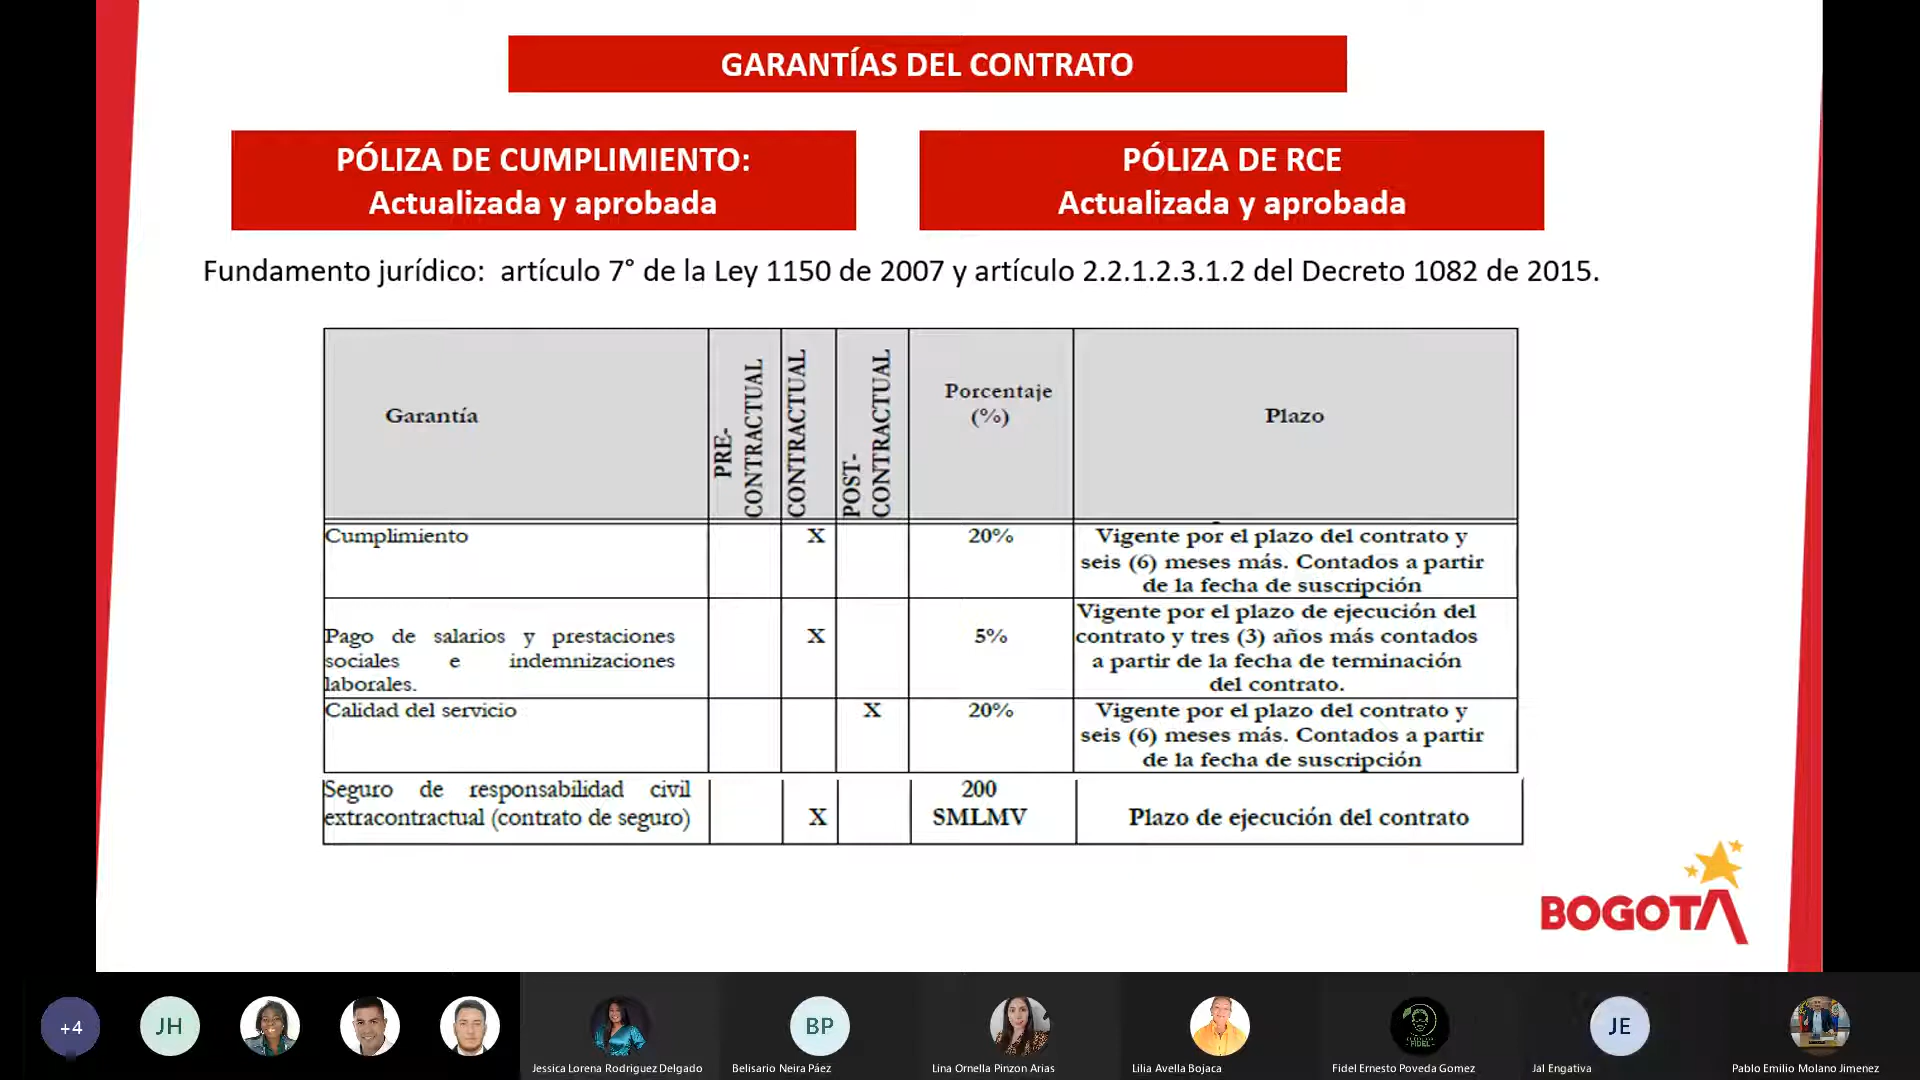 GARANTÍAS DEL CONTRATO
PÓLIZA DE CUMPLIMIENTO:
Actualizada y aprobada
PÓLIZA DE RCE
Actualizada y aprobada
Fundamento jurídico:  artículo 7° de la Ley 1150 de 2007 y artículo 2.2.1.2.3.1.2 del Decreto 1082 de 2015.
Garantía
PRE-
CONTRACTUAL
CONTRACTUAL
POST-
CONTRACTUAL
Porcentaje
(%)
Plazo
Cumplimiento
X
20%
Vigente por el plazo del contrato y
seis (6) meses más. Contados a partir
de la fecha de suscripción
Pago de salarios y prestaciones
sociales e indemnizaciones
laborales.
X
5%
Vigente por el plazo de ejecución del
contrato y tres (3) años más contados
a partir de la fecha de terminación
del contrato.
Calidad del servicio
X
20%
Vigente por el plazo del contrato y
seis (6) meses más. Contados a partir
de la fecha de suscripción
Seguro de responsabilidad civil
extracontractual (contrato de seguro)
X
200
SMLMV
Plazo de ejecución del contrato
BOGOTA
+4
JH
BP
JE
Jessica Lorena Rodriguez Delgado
Belisario Neira Páez
Lina Ornella Pinzon Arias
Lilia Avella Bojaca
Fidel Ernesto Poveda Gomez
Jal Engativa
Pablo Emilio Molano Jimenez